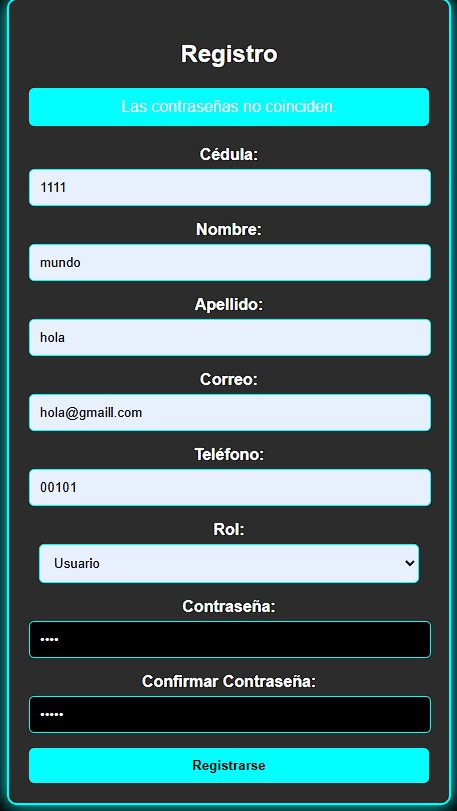 Registro
Las contraseñas no coinciden.
Cédula:
1111
Nombre:
mundo
Apellido:
hola
Correo:
hola@gmaill.com
Teléfono:
00101
Rol:
Usuario
Contraseña:
••••
Confirmar Contraseña:
•••••
Registrarse